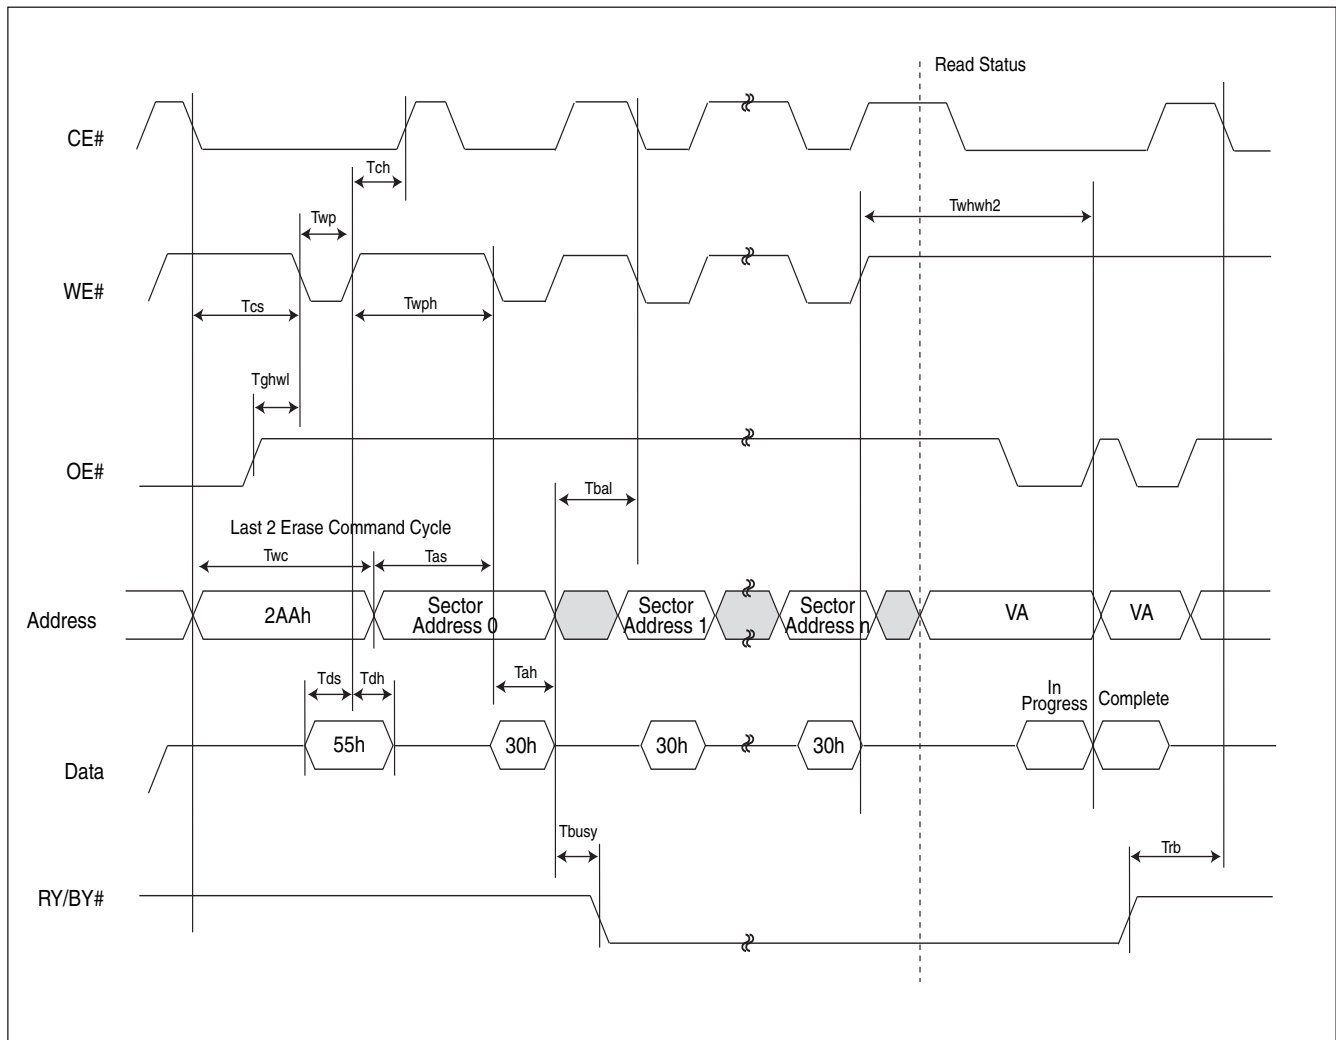 Read Status
CE#
Tch
Twp
Twhwh2
WE#
Tcs
Twph
Tghwl
OE#
Tbal
Last 2 Erase Command Cycle
Twc
Tas
Address
2AAh
Sector
Address 0
Sector
Address 1
Sector
Address n
VA
VA
Tds
Tdh
Tah
In
Progress
Complete
Data
55h
30h
30h
30h
Tbusy
Trb
RY/BY#